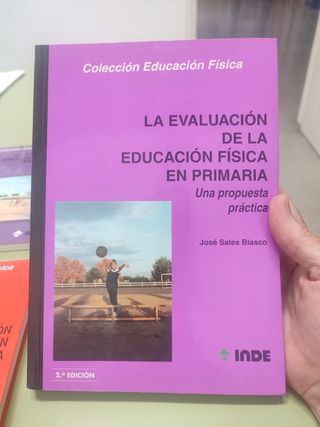 Colección Educación Física
LA EVALUACIÓN
DE LA
EDUCACIÓN FÍSICA
EN PRIMARIA
Una propuesta
práctica
José Sales Blasco
2.ª EDICIÓN
INDE